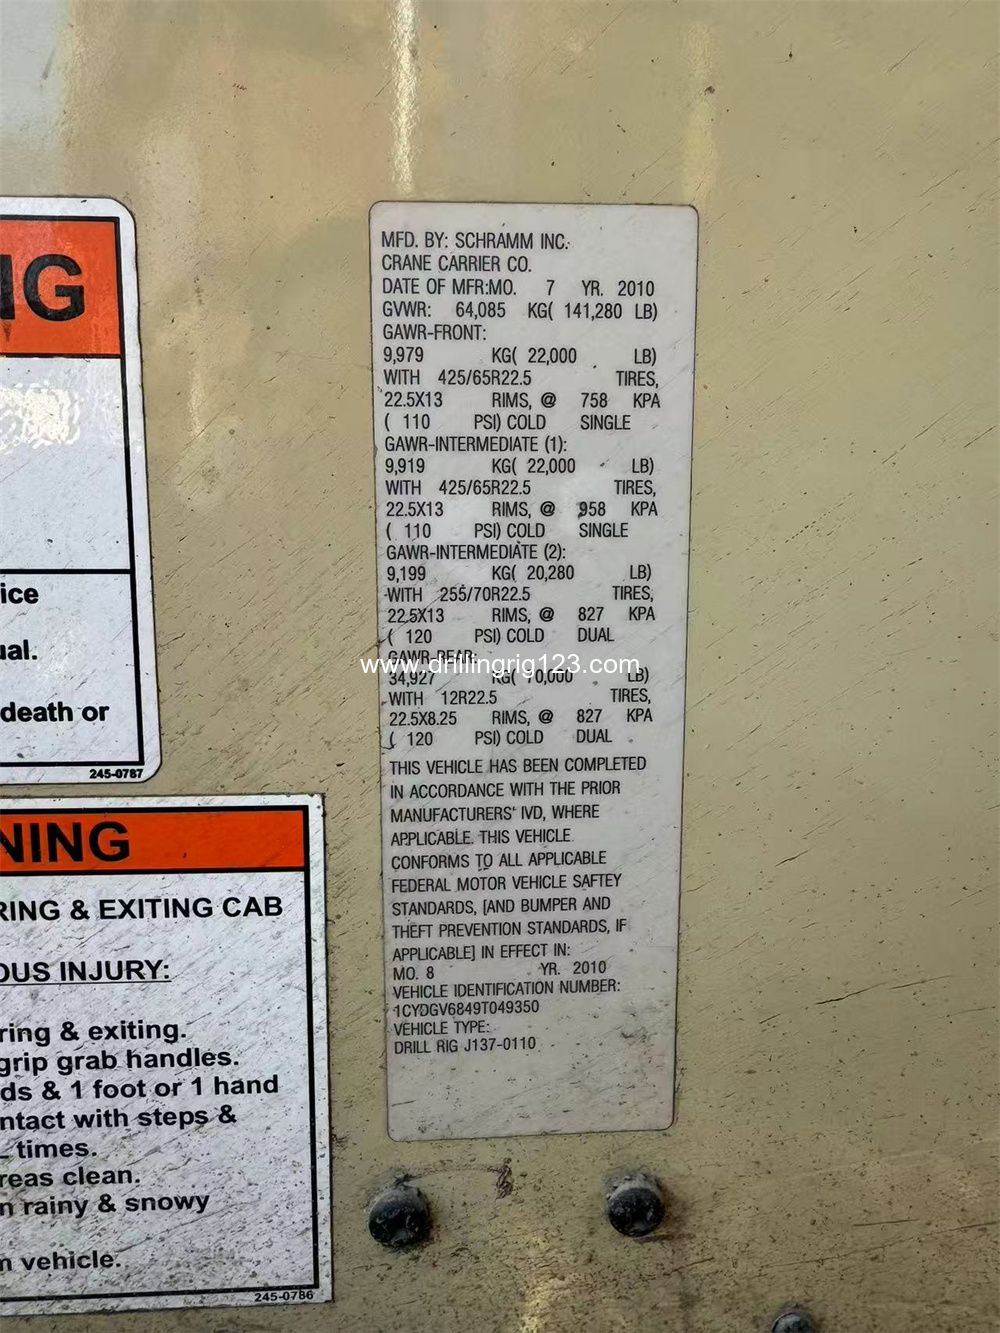 IG
ice
ual.
death or
245-0787
NING
RING & EXITING CAB
OUS INJURY:
ring & exiting.
grip grab handles.
ds & 1 foot or 1 hand
ntact with steps &
L times.
reas clean.
n rainy & snowy
n vehicle.
245-0786
MFD. BY: SCHRAMM INC.
CRANE CARRIER CO.
DATE OF MFR:MO. 7 YR. 2010
GVWR: 64,085 KG( 141,280 LB)
GAWR-FRONT:
9,979 KG( 22,000 LB)
WITH 425/65R22.5 TIRES,
22.5X13 RIMS, @ 758 KPA
( 110 PSI) COLD SINGLE
GAWR-INTERMEDIATE (1):
9,919 KG( 22,000 LB)
WITH 425/65R22.5 TIRES,
22.5X13 RIMS, @ 958 KPA
( 110 PSI) COLD SINGLE
GAWR-INTERMEDIATE (2):
9,199 KG( 20,280 LB)
WITH 255/70R22.5 TIRES,
22.5X13 RIMS, @ 827 KPA
( 120 PSI) COLD DUAL
GAWR-REAR:
www.drillingrig123.com
34,927 KG( 70,000 LB)
WITH 12R22.5 TIRES,
22.5X8.25 RIMS, @ 827 KPA
( 120 PSI) COLD DUAL
THIS VEHICLE HAS BEEN COMPLETED
IN ACCORDANCE WITH THE PRIOR
MANUFACTURERS' IVD, WHERE
APPLICABLE. THIS VEHICLE
CONFORMS TO ALL APPLICABLE
FEDERAL MOTOR VEHICLE SAFTEY
STANDARDS, [AND BUMPER AND
THEFT PREVENTION STANDARDS, IF
APPLICABLE] IN EFFECT IN:
MO. 8 YR. 2010
VEHICLE IDENTIFICATION NUMBER:
1CYDGV6849T049350
VEHICLE TYPE:
DRILL RIG J137-0110